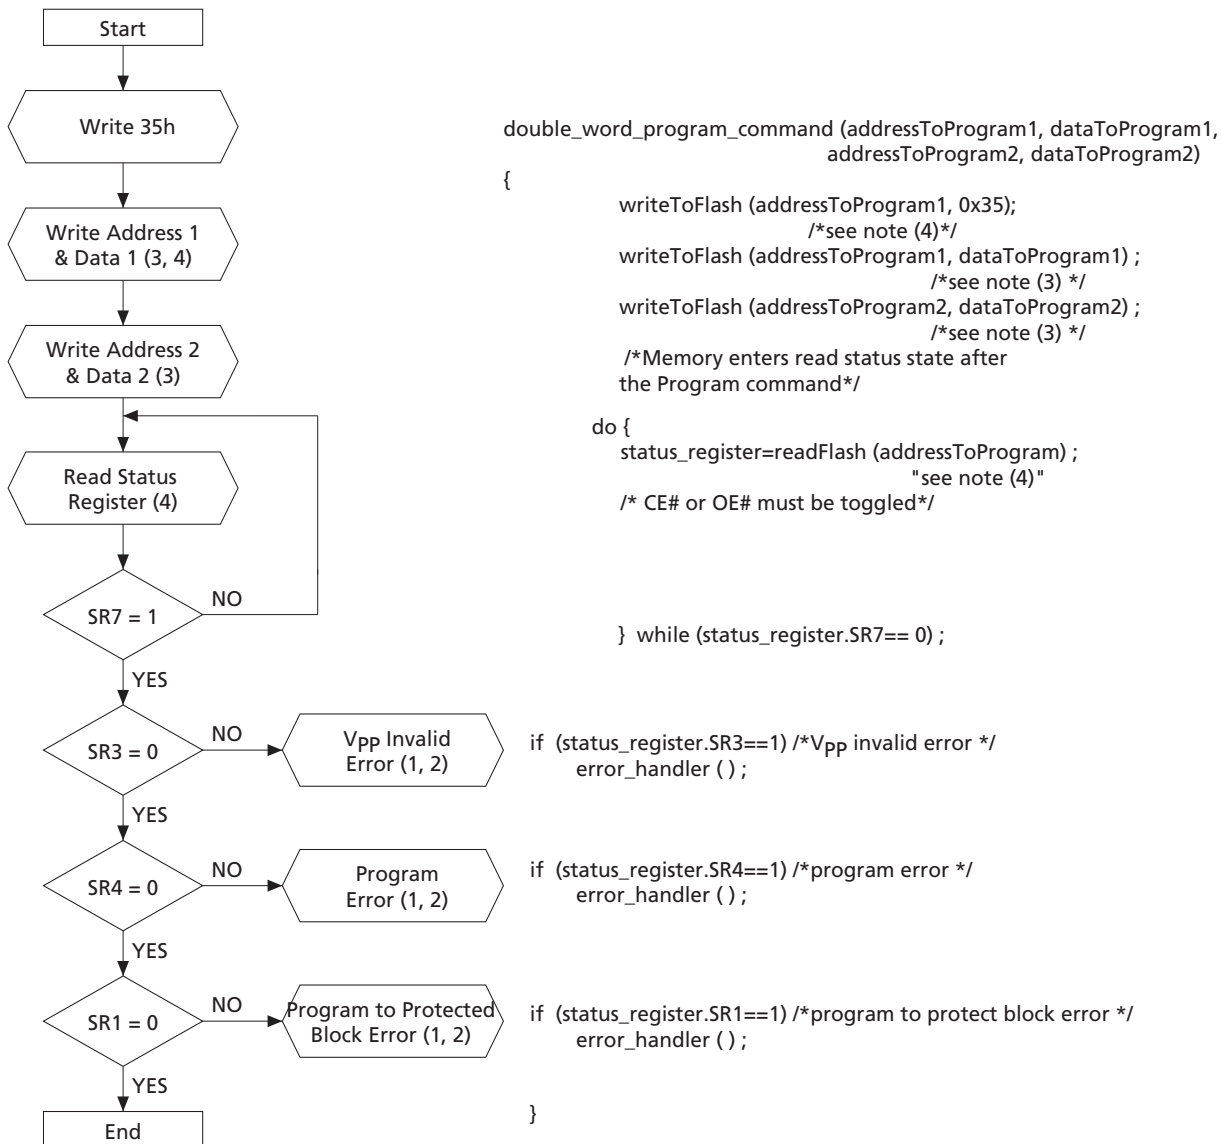 Start
Write 35h
Write Address 1
& Data 1 (3, 4)
Write Address 2
& Data 2 (3)
Read Status
Register (4)
SR7 = 1
NO
YES
SR3 = 0
NO
VPP Invalid
Error (1, 2)
YES
SR4 = 0
NO
Program
Error (1, 2)
YES
SR1 = 0
NO
Program to Protected
Block Error (1, 2)
YES
End
double_word_program_command (addressToProgram1, dataToProgram1,
addressToProgram2, dataToProgram2)
{
writeToFlash (addressToProgram1, 0x35);
/*see note (4)*/
writeToFlash (addressToProgram1, dataToProgram1) ;
/*see note (3) */
writeToFlash (addressToProgram2, dataToProgram2) ;
/*see note (3) */
/*Memory enters read status state after
the Program command*/
do {
status_register=readFlash (addressToProgram) ;
"see note (4)"
/* CE# or OE# must be toggled*/
} while (status_register.SR7== 0) ;
if (status_register.SR3==1) /*VPP invalid error */
error_handler ( ) ;
if (status_register.SR4==1) /*program error */
error_handler ( ) ;
if (status_register.SR1==1) /*program to protect block error */
error_handler ( ) ;
}